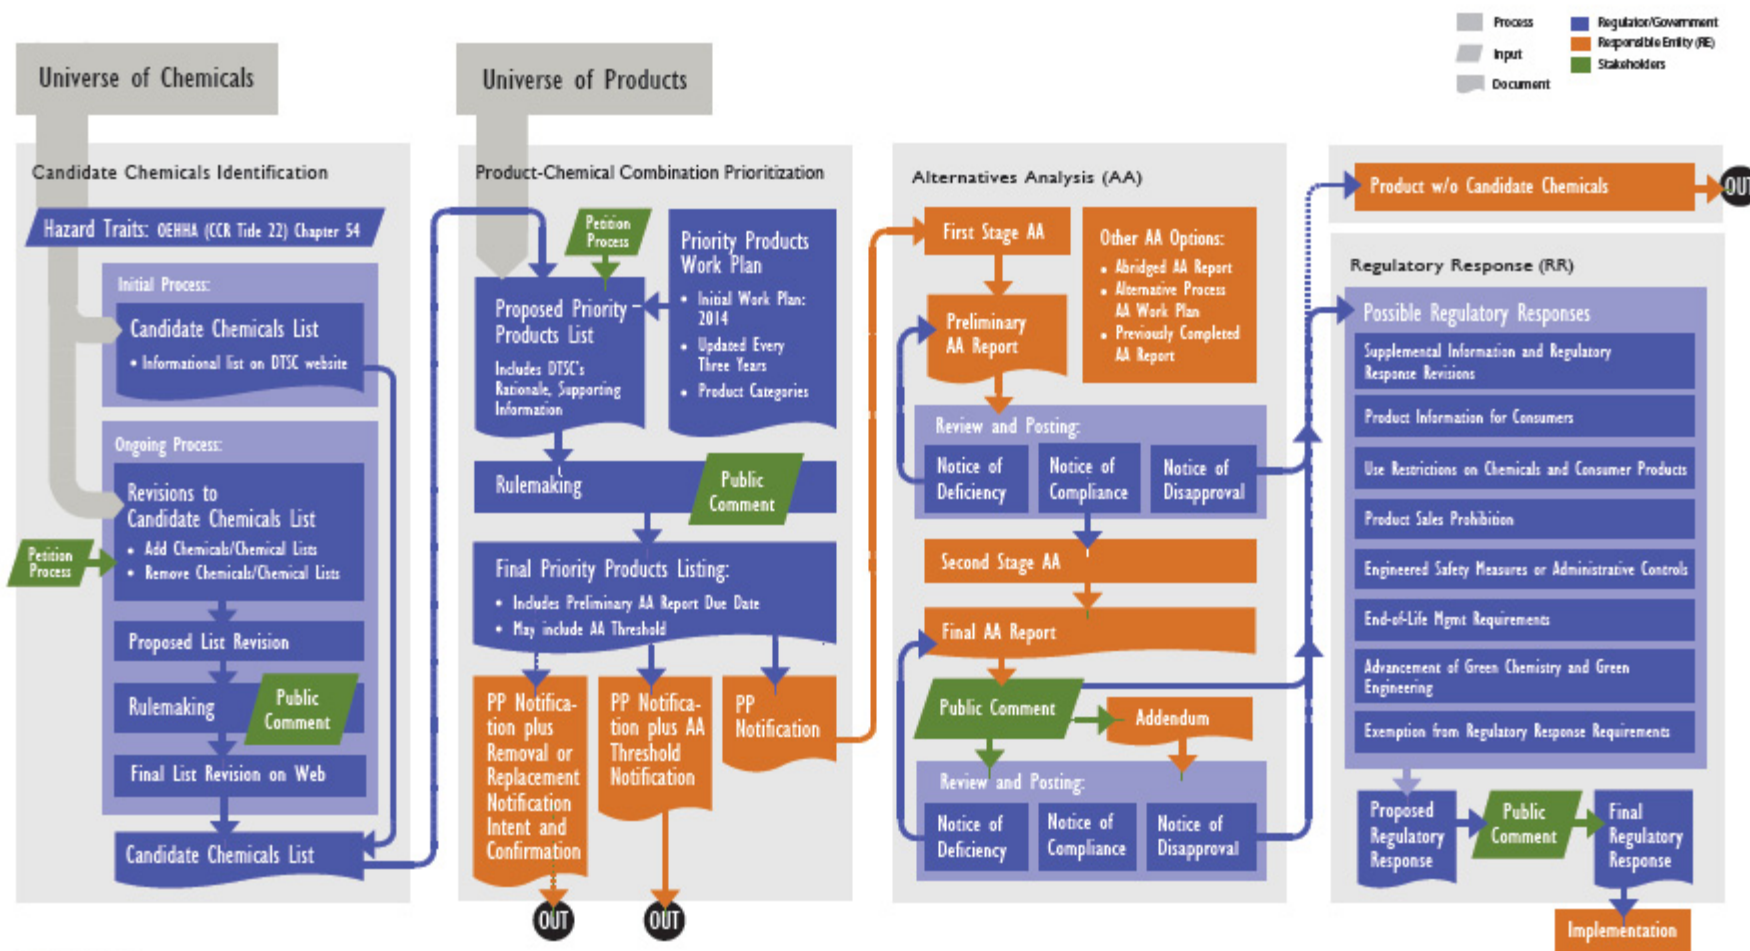 Process
Input
Document
Regulator/Government
Responsible Entity (RE)
Stakeholders
Universe of Chemicals
Universe of Products
Candidate Chemicals Identification
Hazard Traits: OEHHA (CCR Title 22) Chapter 54
Initial Process:
Candidate Chemicals List
• Informational list on DTSC website
Ongoing Process:
Revisions to
Candidate Chemicals List
• Add Chemicals/Chemical Lists
• Remove Chemicals/Chemical Lists
Petition
Process
Proposed List Revision
Rulemaking
Public
Comment
Final List Revision on Web
Candidate Chemicals List
Product-Chemical Combination Prioritization
Petition
Process
Proposed Priority
Products List
Includes DTSC's
Rationale, Supporting
Information
Priority Products
Work Plan
• Initial Work Plan:
2014
• Updated Every
Three Years
• Product Categories
Rulemaking
Public
Comment
Final Priority Products Listing:
• Includes Preliminary AA Report Due Date
• May include AA Threshold
PP Notifica-
tion plus
Removal or
Replacement
Notification
Intent and
Confirmation
OUT
PP Notifica-
tion plus AA
Threshold
Notification
OUT
PP
Notification
Alternatives Analysis (AA)
First Stage AA
Preliminary
AA Report
Other AA Options:
• Abridged AA Report
• Alternative Process
AA Work Plan
• Previously Completed
AA Report
Review and Posting:
Notice of
Deficiency
Notice of
Compliance
Notice of
Disapproval
Second Stage AA
Final AA Report
Public Comment
Addendum
Review and Posting:
Notice of
Deficiency
Notice of
Compliance
Notice of
Disapproval
Product w/o Candidate Chemicals
OUT
Regulatory Response (RR)
Possible Regulatory Responses
Supplemental Information and Regulatory
Response Revisions
Product Information for Consumers
Use Restrictions on Chemicals and Consumer Products
Product Sales Prohibition
Engineered Safety Measures or Administrative Controls
End-of-Life Mgmt Requirements
Advancement of Green Chemistry and Green
Engineering
Exemption from Regulatory Response Requirements
Proposed
Regulatory
Response
Public
Comment
Final
Regulatory
Response
Implementation